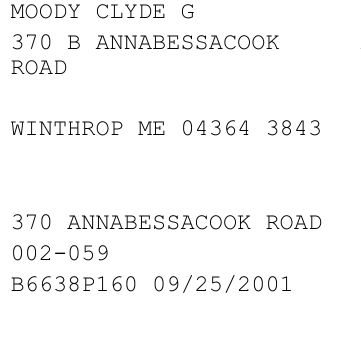 MOODY CLYDE G
370 B ANNABESSACOOK
ROAD
WINTHROP ME 04364 3843
370 ANNABESSACOOK ROAD
002-059
B6638P160 09/25/2001